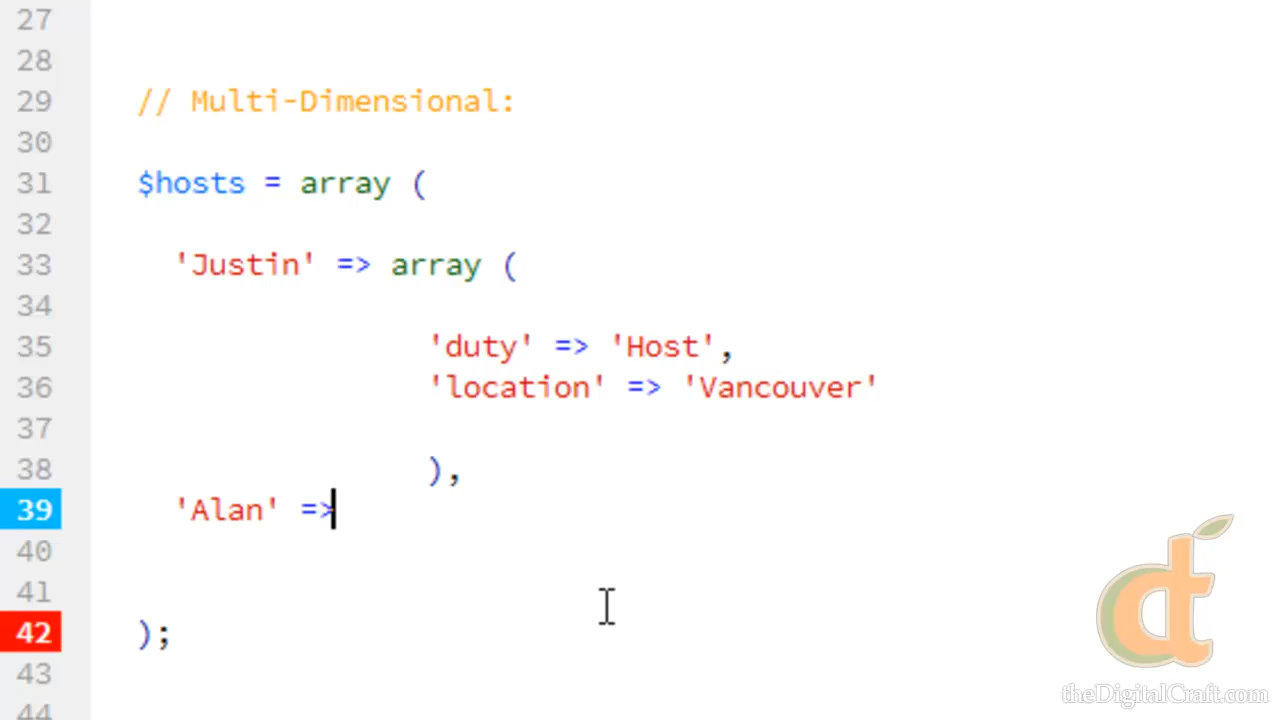 27
28
29 // Multi-Dimensional:
30
31 $hosts = array (
32
33 'Justin' => array (
34
35 'duty' => 'Host',
36 'location' => 'Vancouver'
37
38 ),
39 'Alan' =>
40
41
42 );
43
44
dt
theDigitalCraft.com